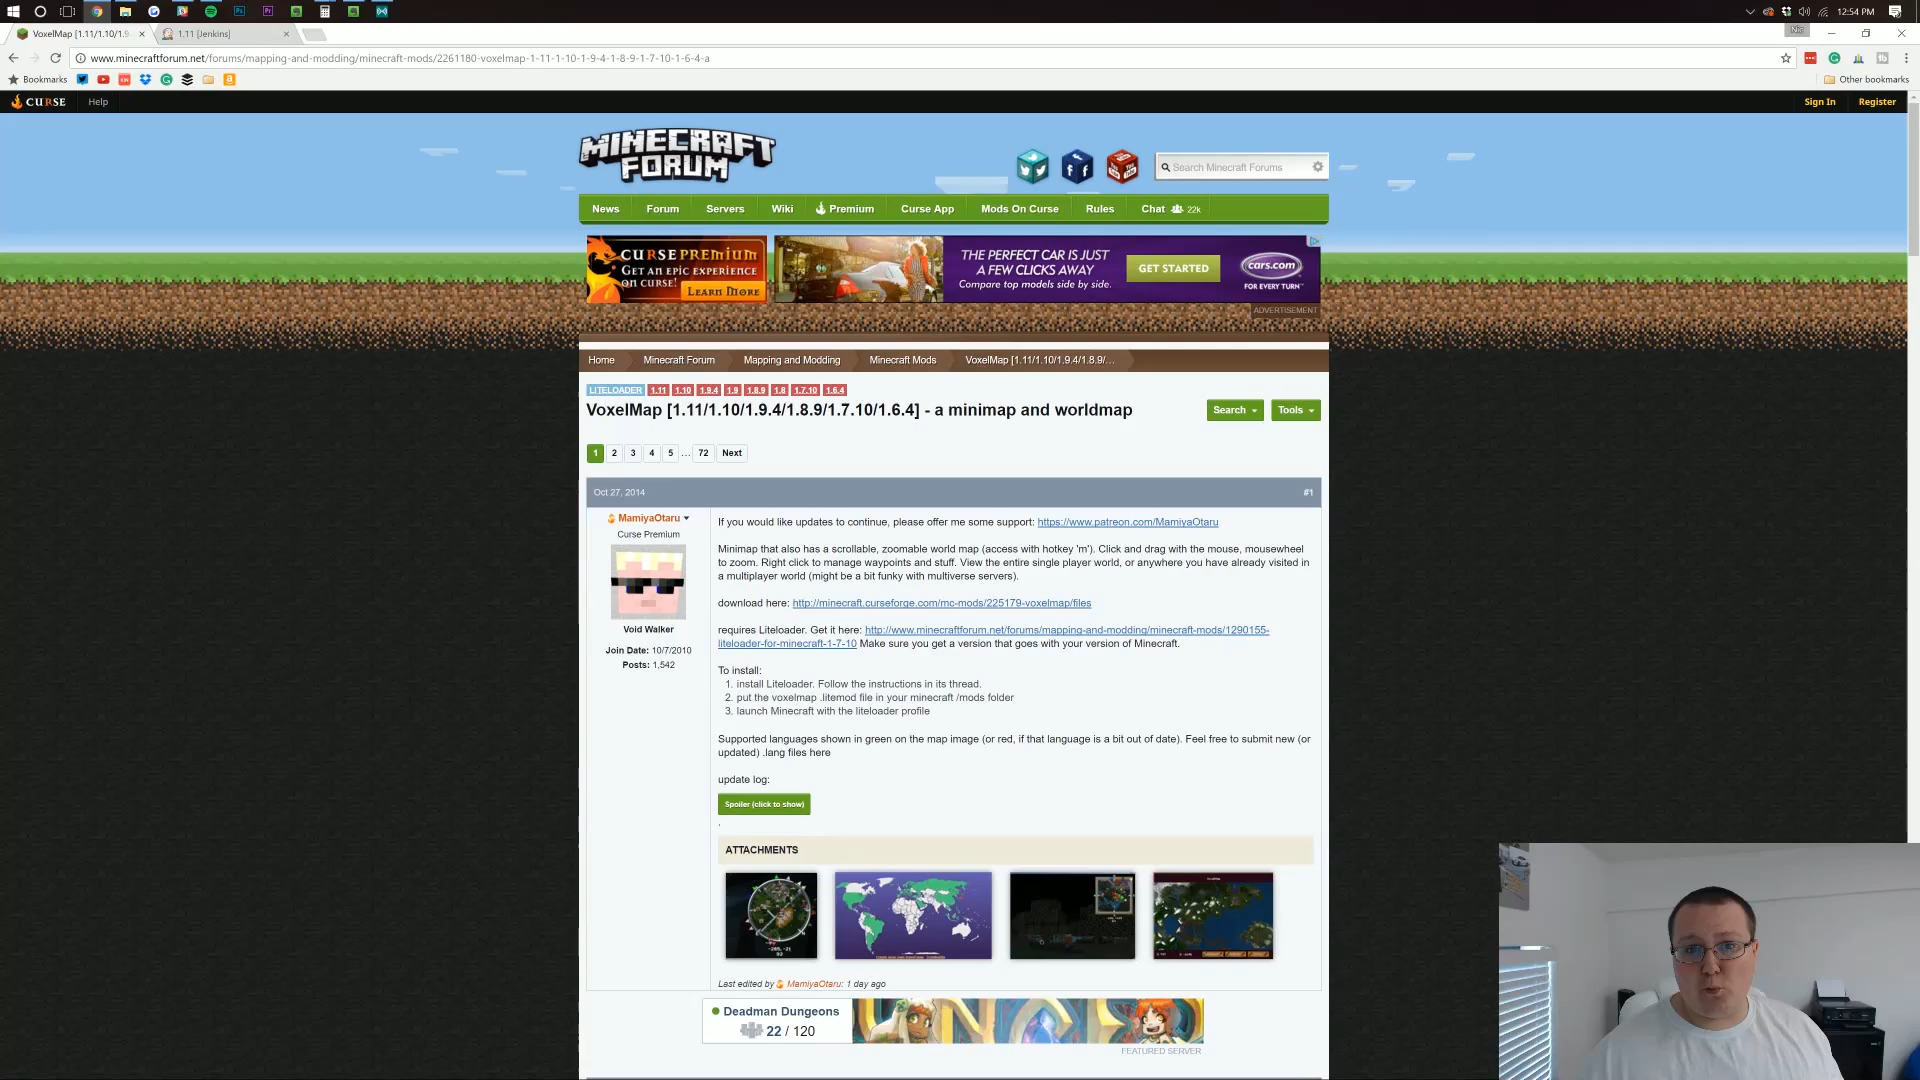 12:54 PM
VoxelMap [1.11/1.10/1.9
1.11 [Jenkins]
Nic
www.minecraftforum.net/forums/mapping-and-modding/minecraft-mods/2261180-voxelmap-1-11-1-10-1-9-4-1-8-9-1-7-10-1-6-4-a
Bookmarks
Other bookmarks
CURSE Help
Sign In Register
MINECRAFT
FORUM
Search Minecraft Forums
News Forum Servers Wiki Premium Curse App Mods On Curse Rules Chat 22k
CURSE PREMIUM
GET AN EPIC EXPERIENCE
ON CURSE!
LEARN MORE
THE PERFECT CAR IS JUST
A FEW CLICKS AWAY
Compare top models side by side.
GET STARTED
cars.com
FOR EVERY TURN™
ADVERTISEMENT
Home Minecraft Forum Mapping and Modding Minecraft Mods VoxelMap [1.11/1.10/1.9.4/1.8.9/...
LITELOADER 1.11 1.10 1.9.4 1.9 1.8.9 1.8 1.7.10 1.6.4
VoxelMap [1.11/1.10/1.9.4/1.8.9/1.7.10/1.6.4] - a minimap and worldmap
Search Tools
1 2 3 4 5 ... 72 Next
Oct 27, 2014 #1
MamiyaOtaru
Curse Premium
Void Walker
Join Date: 10/7/2010
Posts: 1,542
If you would like updates to continue, please offer me some support: https://www.patreon.com/MamiyaOtaru
Minimap that also has a scrollable, zoomable world map (access with hotkey 'm'). Click and drag with the mouse, mousewheel
to zoom. Right click to manage waypoints and stuff. View the entire single player world, or anywhere you have already visited in
a multiplayer world (might be a bit funky with multiverse servers).
download here: http://minecraft.curseforge.com/mc-mods/225179-voxelmap/files
requires Liteloader. Get it here: http://www.minecraftforum.net/forums/mapping-and-modding/minecraft-mods/1290155-
liteloader-for-minecraft-1-7-10 Make sure you get a version that goes with your version of Minecraft.
To install:
1. install Liteloader. Follow the instructions in its thread.
2. put the voxelmap .litemod file in your minecraft /mods folder
3. launch Minecraft with the liteloader profile
Supported languages shown in green on the map image (or red, if that language is a bit out of date). Feel free to submit new (or
updated) .lang files here
update log:
Spoiler (click to show)
.
ATTACHMENTS
Last edited by MamiyaOtaru: 1 day ago
Deadman Dungeons
22 / 120
FEATURED SERVER